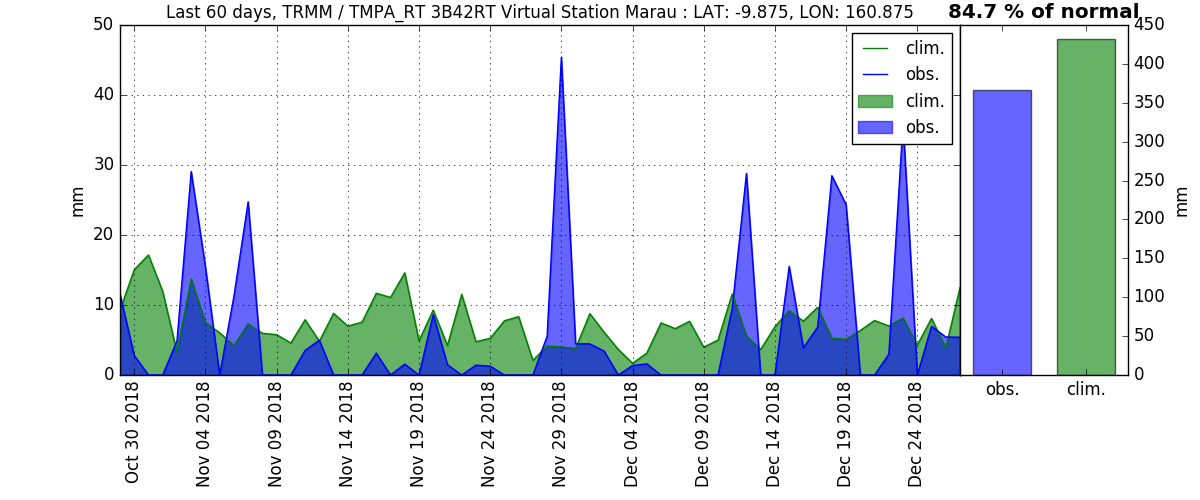 Last 60 days, TRMM / TMPA_RT 3B42RT Virtual Station Marau : LAT: -9.875, LON: 160.875
84.7 % of normal
50
40
30
20
10
0
mm
clim.
obs.
clim.
obs.
450
400
350
300
250
200
150
100
50
0
mm
obs.
clim.
Oct 30 2018
Nov 04 2018
Nov 09 2018
Nov 14 2018
Nov 19 2018
Nov 24 2018
Nov 29 2018
Dec 04 2018
Dec 09 2018
Dec 14 2018
Dec 19 2018
Dec 24 2018